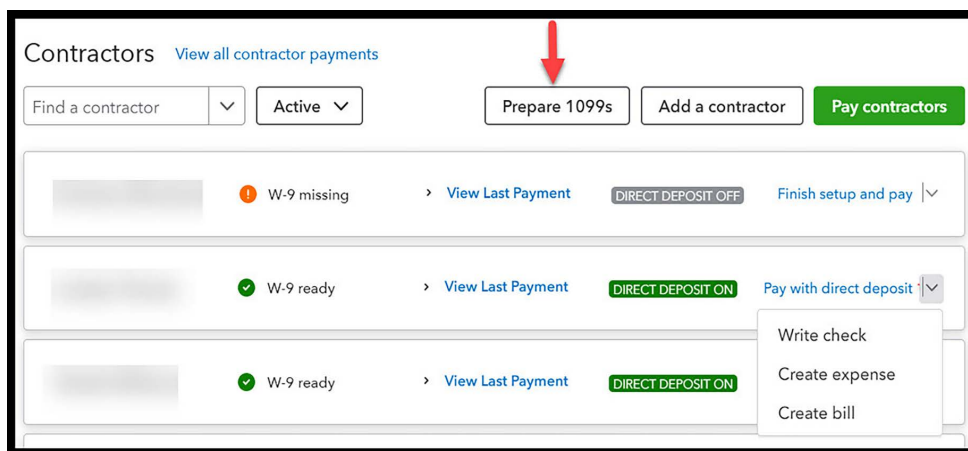 Contractors View all contractor payments
Find a contractor Active Prepare 1099s Add a contractor Pay contractors
W-9 missing View Last Payment DIRECT DEPOSIT OFF Finish setup and pay
W-9 ready View Last Payment DIRECT DEPOSIT ON Pay with direct deposit
Write check
Create expense
W-9 ready View Last Payment DIRECT DEPOSIT ON
Create bill